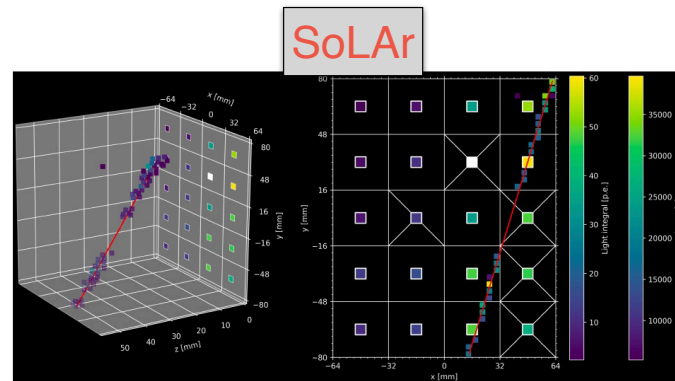 SoLAr
x [mm]
−64 −32 0 32 64
80
48
16
−16
−48
−80
y [mm]
50 40 30 20 10 0
z [mm]
80
48
16
−16
−48
−80
y [mm]
−64 −32 0 32 64
x [mm]
60
50
40
30
20
10
Light integral [p.e.]
35000
30000
25000
20000
15000
10000